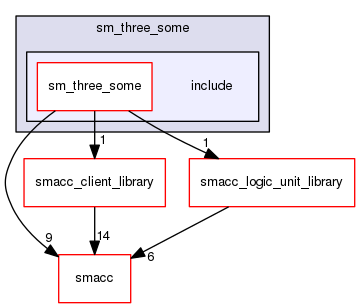 sm_three_some
sm_three_some
include
1
1
smacc_client_library
smacc_logic_unit_library
9
14
6
smacc